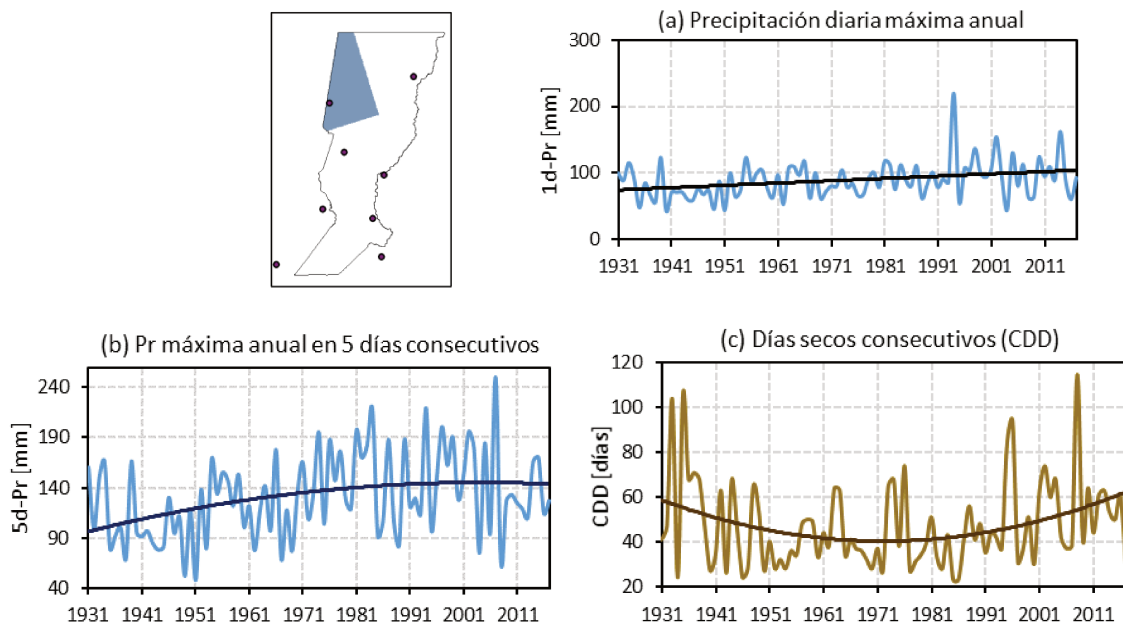 (a) Precipitación diaria máxima anual
300
200
100
0
1d-Pr [mm]
1931 1941 1951 1961 1971 1981 1991 2001 2011
(b) Pr máxima anual en 5 días consecutivos
240
190
140
90
40
5d-Pr [mm]
1931 1941 1951 1961 1971 1981 1991 2001 2011
(c) Días secos consecutivos (CDD)
120
100
80
60
40
20
CDD [días]
1931 1941 1951 1961 1971 1981 1991 2001 2011